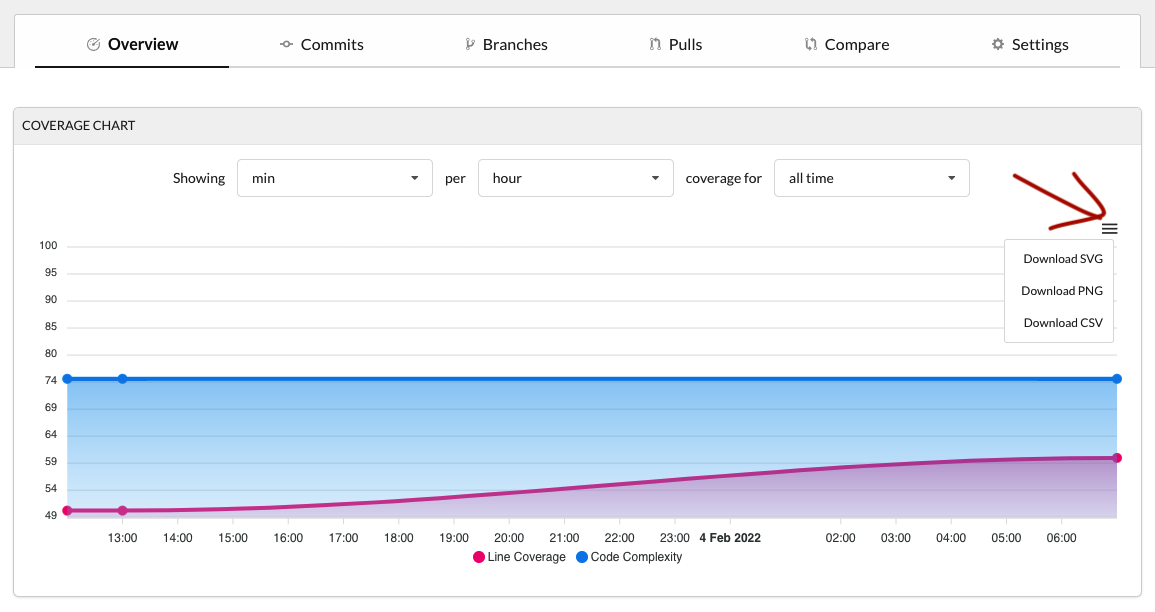 Overview Commits Branches Pulls Compare Settings
COVERAGE CHART
Showing min per hour coverage for all time
Download SVG
Download PNG
Download CSV
100
95
90
85
80
74
69
64
59
54
49
13:00 14:00 15:00 16:00 17:00 18:00 19:00 20:00 21:00 22:00 23:00 4 Feb 2022 02:00 03:00 04:00 05:00 06:00
Line Coverage Code Complexity